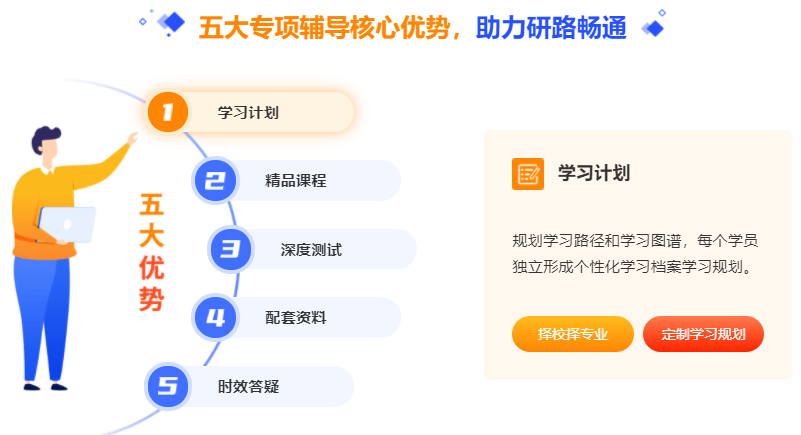 五大专项辅导核心优势，助力研路畅通
五大优势
1 学习计划
2 精品课程
3 深度测试
4 配套资料
5 时效答疑
学习计划
规划学习路径和学习图谱，每个学员
独立形成个性化学习档案学习规划。
择校择专业
定制学习规划